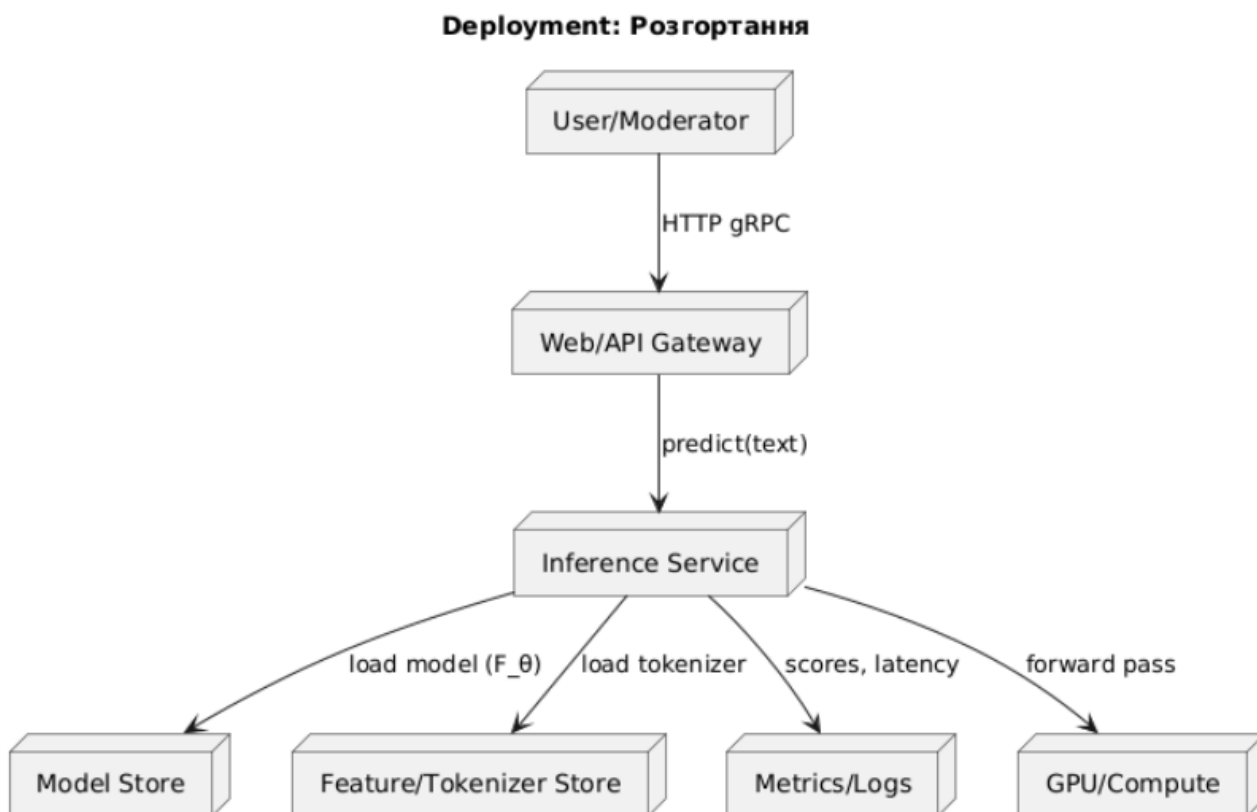 Deployment: Розгортання
User/Moderator
HTTP gRPC
Web/API Gateway
predict(text)
Inference Service
load model (F_θ)
load tokenizer
scores, latency
forward pass
Model Store
Feature/Tokenizer Store
Metrics/Logs
GPU/Compute